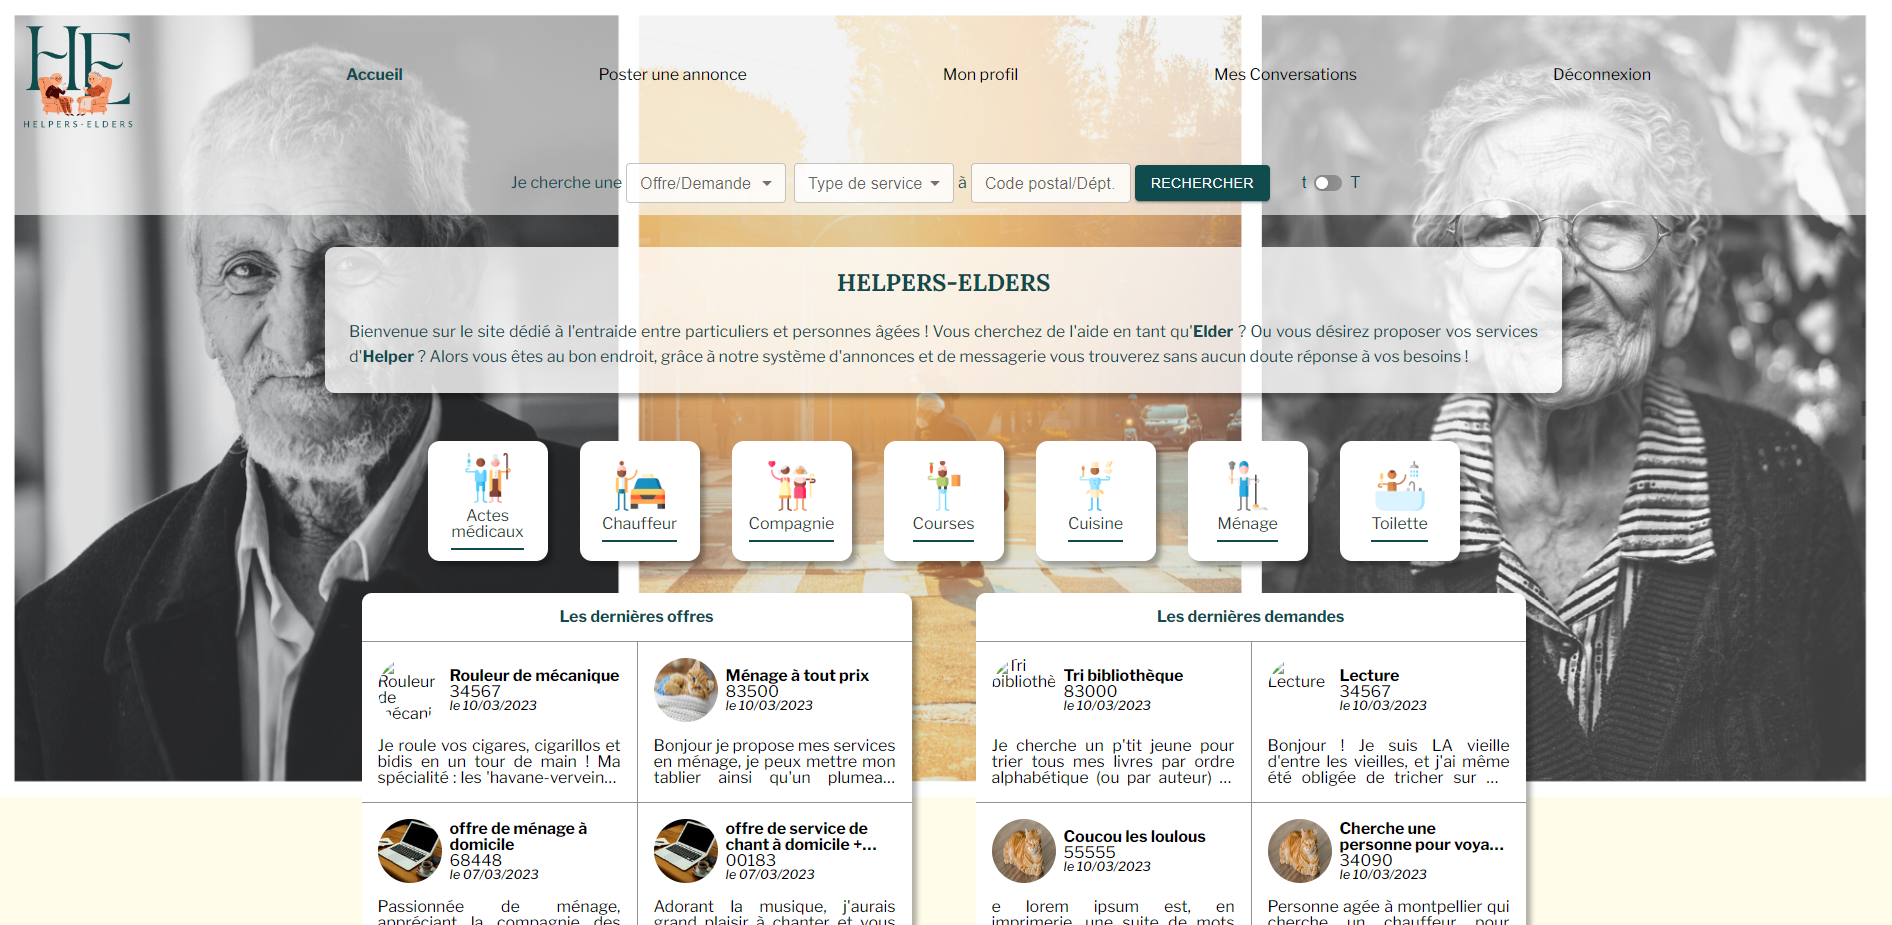 HE
HELPERS-ELDERS
Accueil
Poster une annonce
Mon profil
Mes Conversations
Déconnexion
Je cherche une Offre/Demande Type de service à Code postal/Dépt. RECHERCHER t T
HELPERS-ELDERS
Bienvenue sur le site dédié à l'entraide entre particuliers et personnes âgées ! Vous cherchez de l'aide en tant qu'Elder ? Ou vous désirez proposer vos services
d'Helper ? Alors vous êtes au bon endroit, grâce à notre système d'annonces et de messagerie vous trouverez sans aucun doute réponse à vos besoins !
Actes
médicaux
Chauffeur
Compagnie
Courses
Cuisine
Ménage
Toilette
Les dernières offres
Rouleur
de
mécani
Rouleur de mécanique
34567
le 10/03/2023
Je roule vos cigares, cigarillos et
bidis en un tour de main ! Ma
spécialité : les 'havane-vervein...
Ménage à tout prix
83500
le 10/03/2023
Bonjour je propose mes services
en ménage, je peux mettre mon
tablier ainsi qu'un plumea...
offre de ménage à
domicile
68448
le 07/03/2023
Passionnée de ménage,
appréciant la compagnie des
offre de service de
chant à domicile +...
00183
le 07/03/2023
Adorant la musique, j'aurais
grand plaisir à chanter et vous
Les dernières demandes
Tri
bibliothè
Tri bibliothèque
83000
le 10/03/2023
Je cherche un p'tit jeune pour
trier tous mes livres par ordre
alphabétique (ou par auteur) ...
Lecture
Lecture
34567
le 10/03/2023
Bonjour ! Je suis LA vieille
d'entre les vieilles, et j'ai même
été obligée de tricher sur ...
Coucou les loulous
55555
le 10/03/2023
e lorem ipsum est, en
imprimerie, une suite de mots
Cherche une
personne pour voya...
34090
le 10/03/2023
Personne agée à montpellier qui
cherche un chauffeur pour